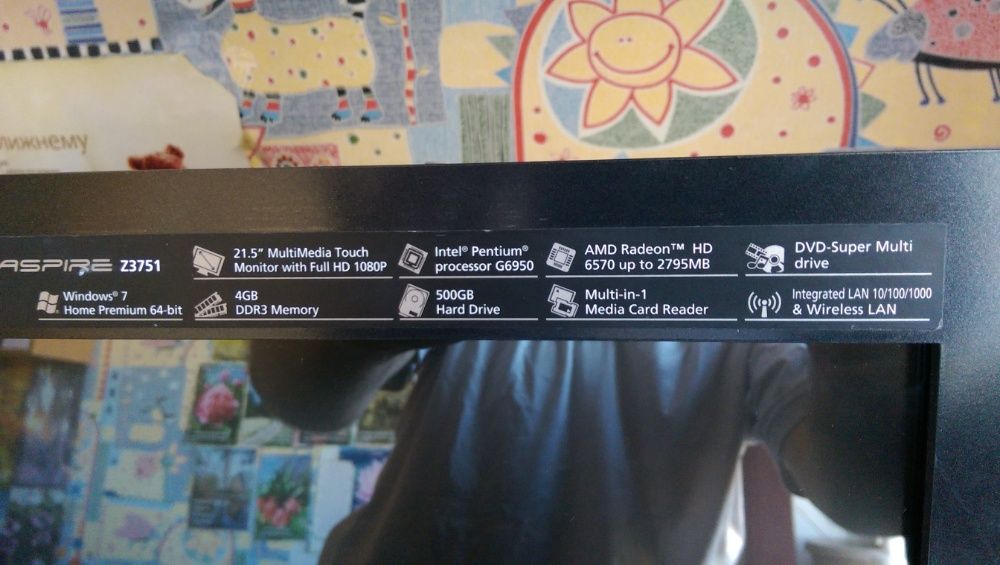 ближнему
ASPIRE Z3751
21.5” MultiMedia Touch
Monitor with Full HD 1080P
Intel® Pentium®
processor G6950
AMD Radeon™ HD
6570 up to 2795MB
DVD-Super Multi
drive
Windows® 7
Home Premium 64-bit
4GB
DDR3 Memory
500GB
Hard Drive
Multi-in-1
Media Card Reader
Integrated LAN 10/100/1000
& Wireless LAN